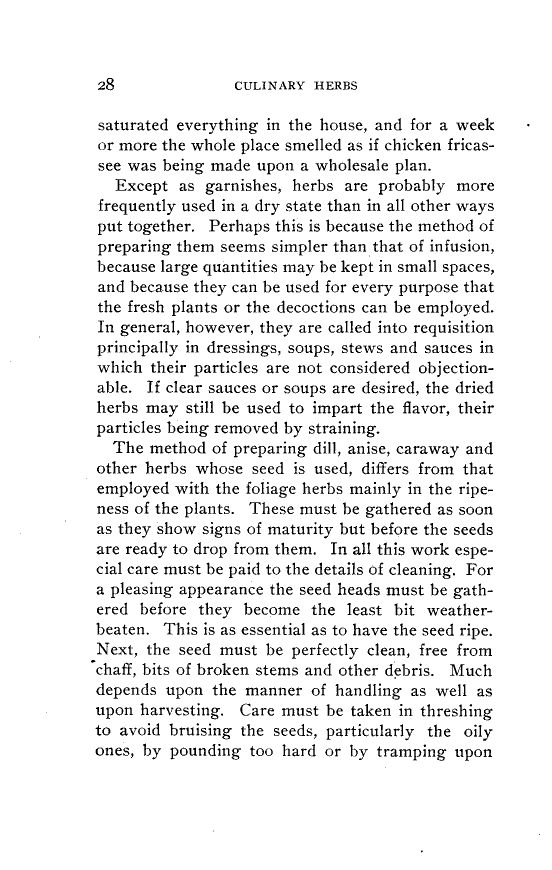 28 CULINARY HERBS
saturated everything in the house, and for a week
or more the whole place smelled as if chicken fricas-
see was being made upon a wholesale plan.
Except as garnishes, herbs are probably more
frequently used in a dry state than in all other ways
put together. Perhaps this is because the method of
preparing them seems simpler than that of infusion,
because large quantities may be kept in small spaces,
and because they can be used for every purpose that
the fresh plants or the decoctions can be employed.
In general, however, they are called into requisition
principally in dressings, soups, stews and sauces in
which their particles are not considered objection-
able. If clear sauces or soups are desired, the dried
herbs may still be used to impart the flavor, their
particles being removed by straining.
The method of preparing dill, anise, caraway and
other herbs whose seed is used, differs from that
employed with the foliage herbs mainly in the ripe-
ness of the plants. These must be gathered as soon
as they show signs of maturity but before the seeds
are ready to drop from them. In all this work espe-
cial care must be paid to the details of cleaning. For
a pleasing appearance the seed heads must be gath-
ered before they become the least bit weather-
beaten. This is as essential as to have the seed ripe.
Next, the seed must be perfectly clean, free from
chaff, bits of broken stems and other debris. Much
depends upon the manner of handling as well as
upon harvesting. Care must be taken in threshing
to avoid bruising the seeds, particularly the oily
ones, by pounding too hard or by tramping upon